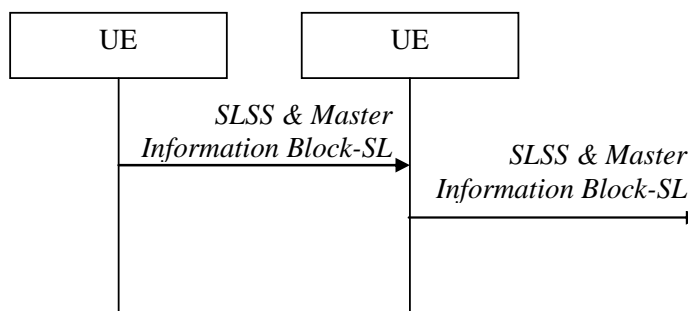 UE
UE
SLSS & Master
Information Block-SL
SLSS & Master
Information Block-SL